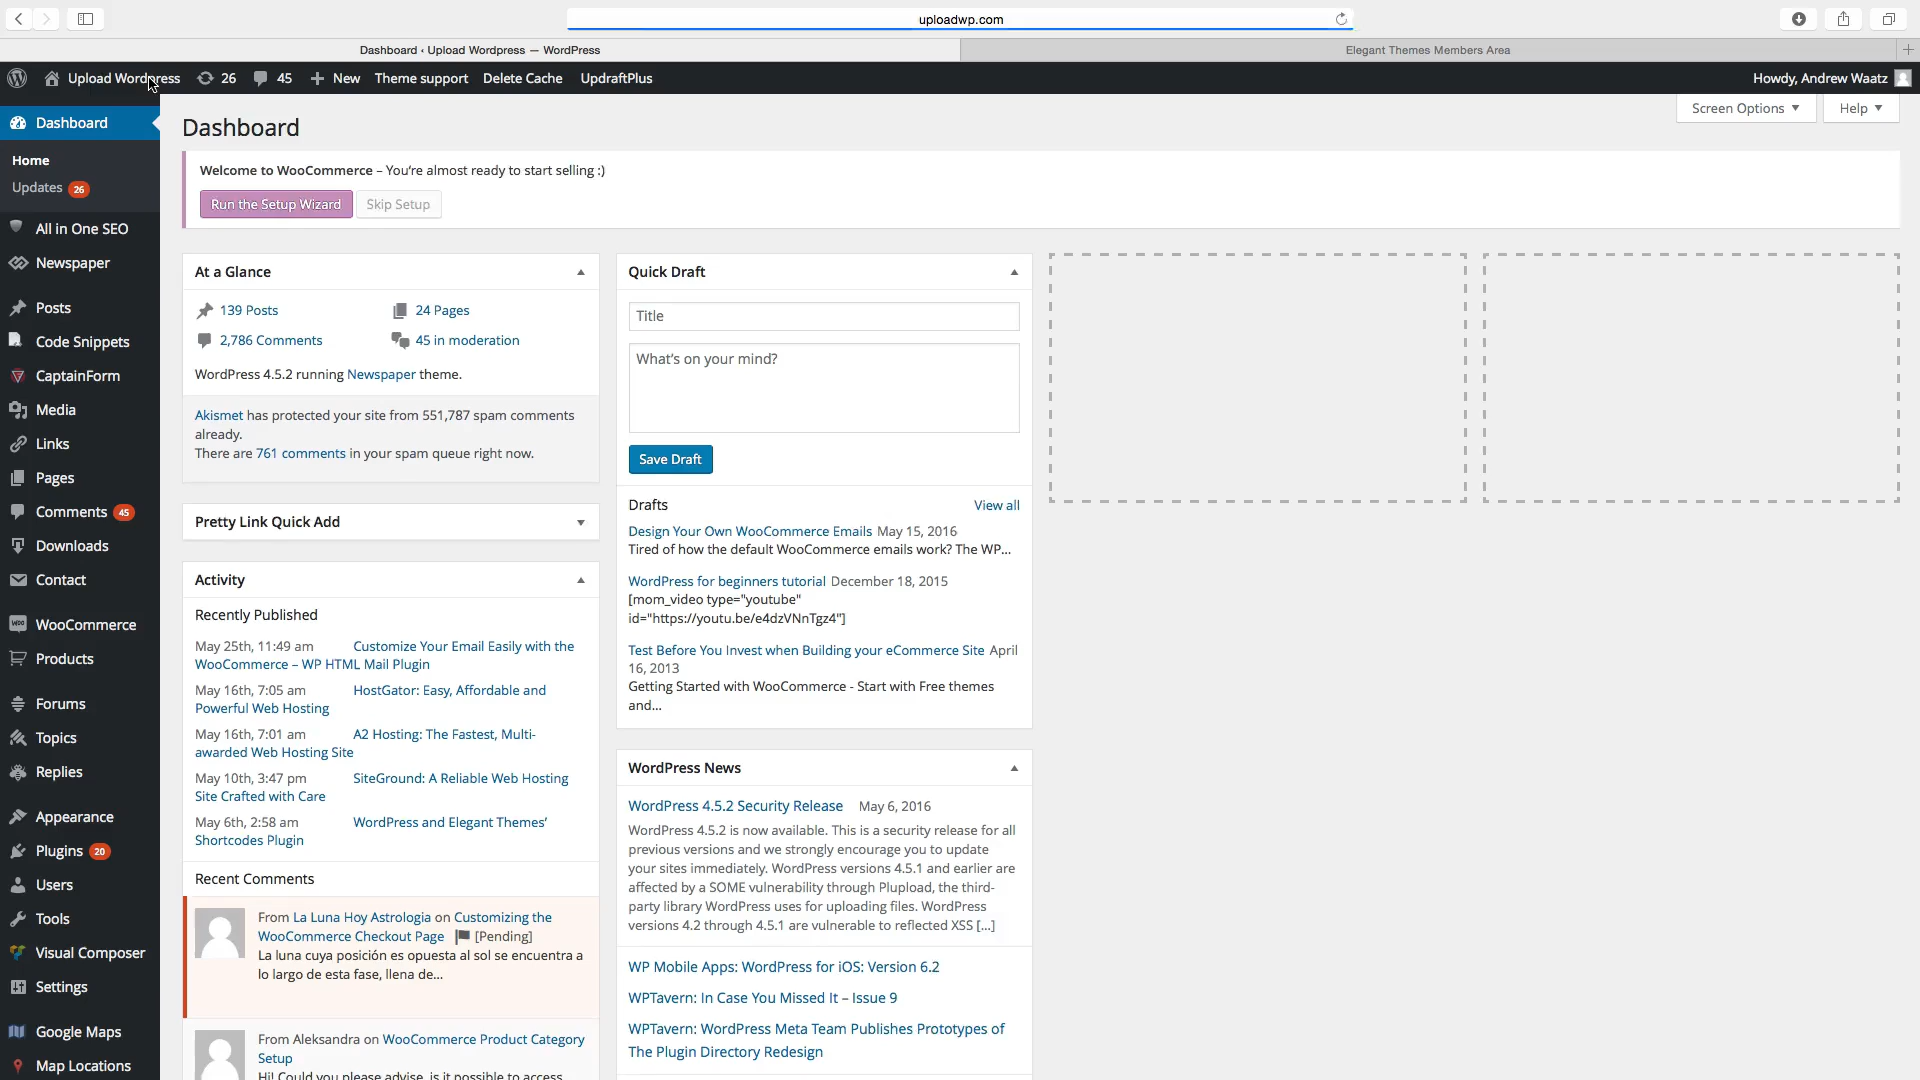 uploadwp.com
Dashboard ‹ Upload Wordpress — WordPress
Elegant Themes Members Area
Upload Wordpress
26
45
New
Theme support
Delete Cache
UpdraftPlus
Howdy, Andrew Waatz
Screen Options
Help
Dashboard
Home
Updates 26
All in One SEO
Newspaper
Posts
Code Snippets
CaptainForm
Media
Links
Pages
Comments 45
Downloads
Contact
WooCommerce
Products
Forums
Topics
Replies
Appearance
Plugins 20
Users
Tools
Visual Composer
Settings
Google Maps
Map Locations
Dashboard
Welcome to WooCommerce – You're almost ready to start selling :)
Run the Setup Wizard
Skip Setup
At a Glance
139 Posts
24 Pages
2,786 Comments
45 in moderation
WordPress 4.5.2 running Newspaper theme.
Akismet has protected your site from 551,787 spam comments
already.
There are 761 comments in your spam queue right now.
Pretty Link Quick Add
Activity
Recently Published
May 25th, 11:49 am Customize Your Email Easily with the
WooCommerce – WP HTML Mail Plugin
May 16th, 7:05 am HostGator: Easy, Affordable and
Powerful Web Hosting
May 16th, 7:01 am A2 Hosting: The Fastest, Multi-
awarded Web Hosting Site
May 10th, 3:47 pm SiteGround: A Reliable Web Hosting
Site Crafted with Care
May 6th, 2:58 am WordPress and Elegant Themes'
Shortcodes Plugin
Recent Comments
From La Luna Hoy Astrologia on Customizing the
WooCommerce Checkout Page [Pending]
La luna cuya posición es opuesta al sol se encuentra a
lo largo de esta fase, llena de...
From Aleksandra on WooCommerce Product Category
Setup
Hi! Could you please advise, is it possible to access
Quick Draft
Title
What's on your mind?
Save Draft
Drafts
View all
Design Your Own WooCommerce Emails May 15, 2016
Tired of how the default WooCommerce emails work? The WP...
WordPress for beginners tutorial December 18, 2015
[mom_video type="youtube"
id="https://youtu.be/e4dzVNnTgz4"]
Test Before You Invest when Building your eCommerce Site April
16, 2013
Getting Started with WooCommerce - Start with Free themes
and...
WordPress News
WordPress 4.5.2 Security Release May 6, 2016
WordPress 4.5.2 is now available. This is a security release for all
previous versions and we strongly encourage you to update
your sites immediately. WordPress versions 4.5.1 and earlier are
affected by a SOME vulnerability through Plupload, the third-
party library WordPress uses for uploading files. WordPress
versions 4.2 through 4.5.1 are vulnerable to reflected XSS [...]
WP Mobile Apps: WordPress for iOS: Version 6.2
WPTavern: In Case You Missed It – Issue 9
WPTavern: WordPress Meta Team Publishes Prototypes of
The Plugin Directory Redesign